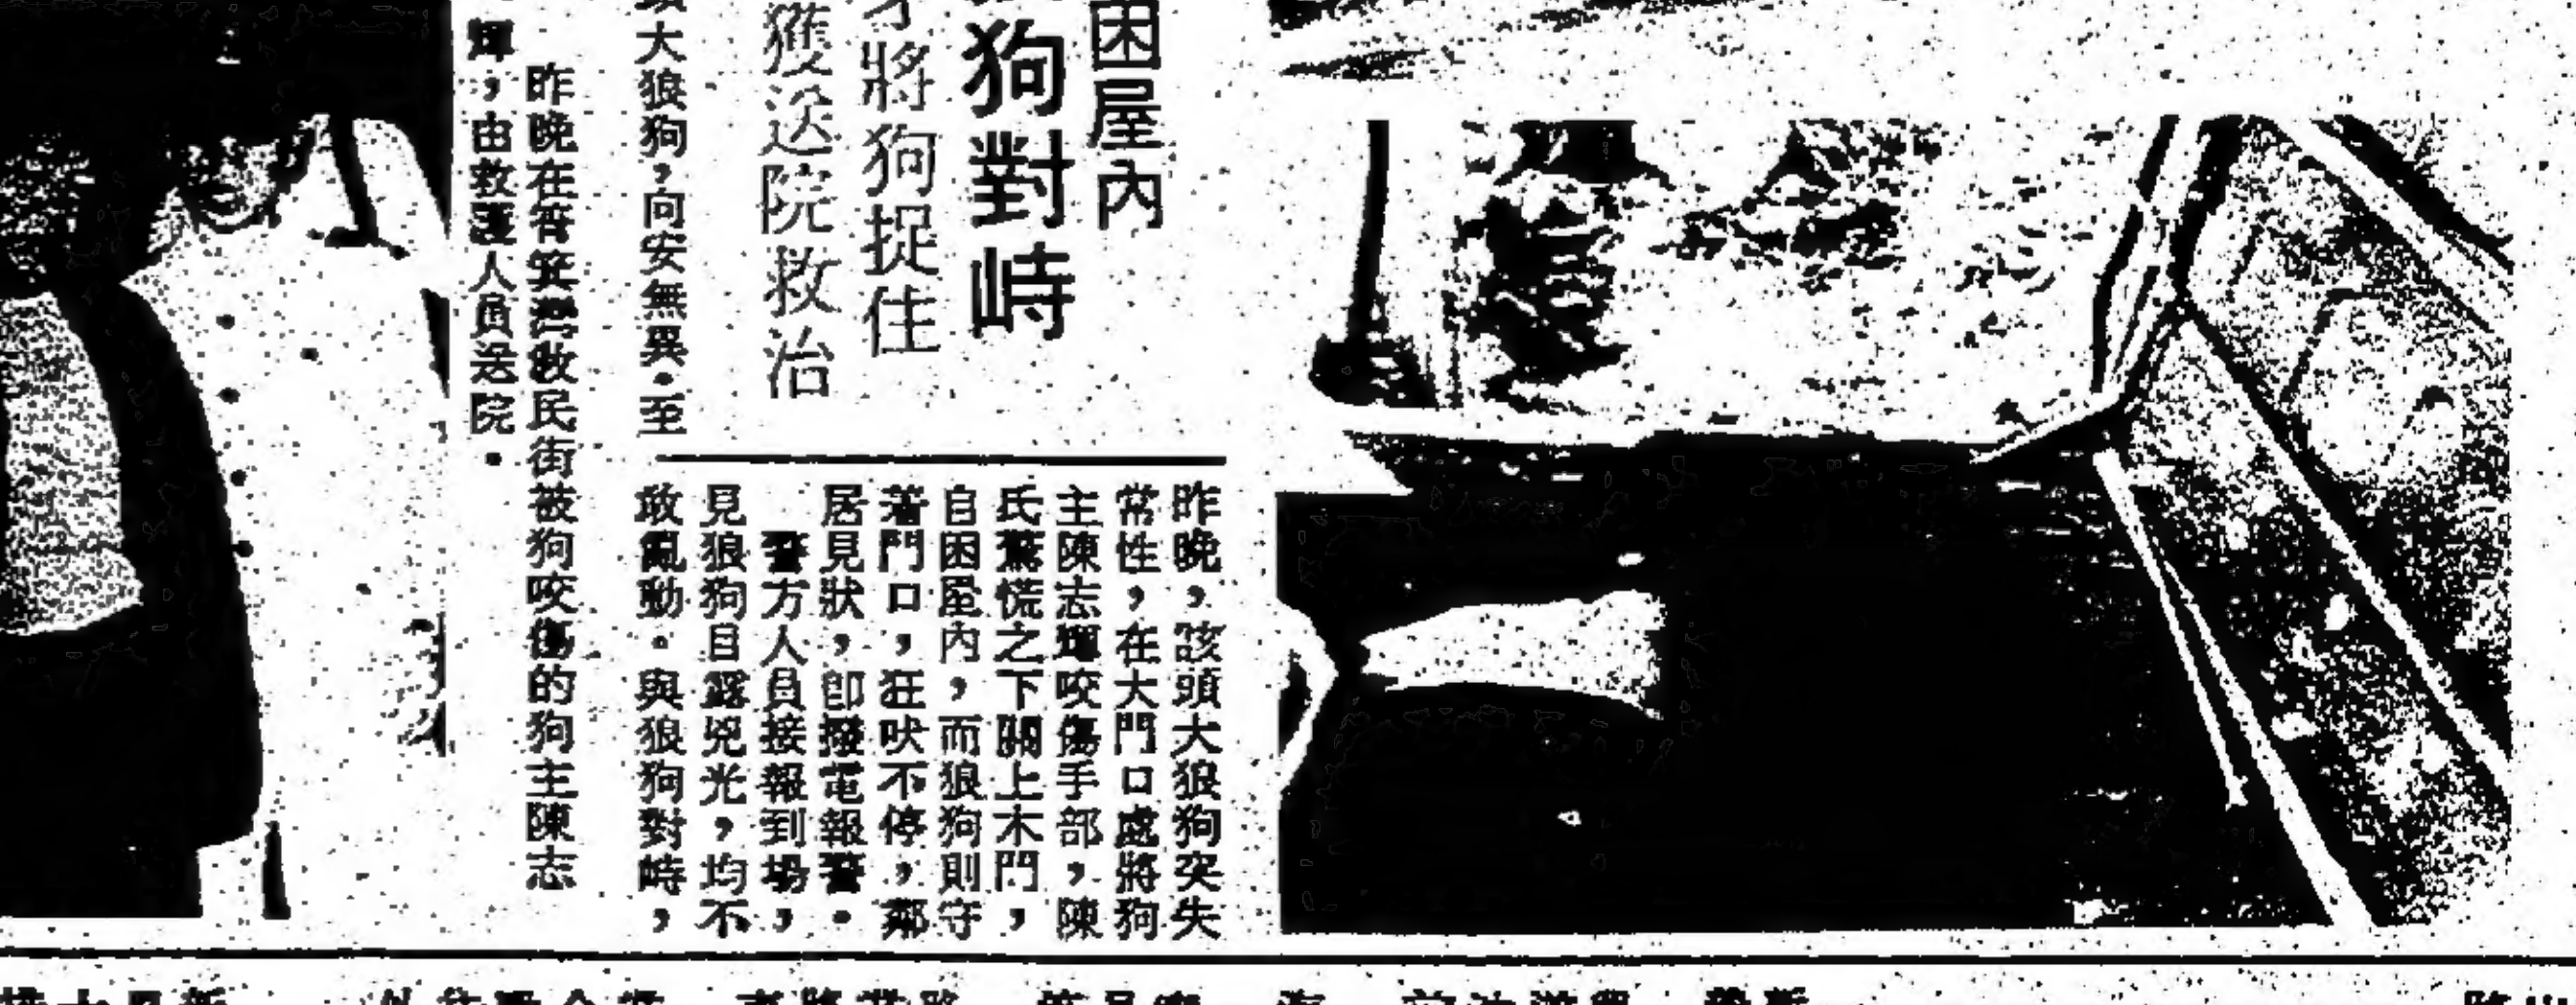 困屋內
狗對峙
將狗捉住
獲送院救治
大狼狗，向安無異。至
昨晚，該頭大狼狗突失
常性，在大門口處將狗
主陳志輝咬傷手部，陳
氏驚慌之下關上木門，
自困屋內，而狼狗則守
著門口，狂吠不停，鄰
居見狀，卽撥電報警。
警方人員接報到場，
見狼狗目露兇光，均不
敢亂動。與狼狗對峙，
昨晚在筲箕灣敎民街被狗咬傷的狗主陳志
輝，由救護人員送院。